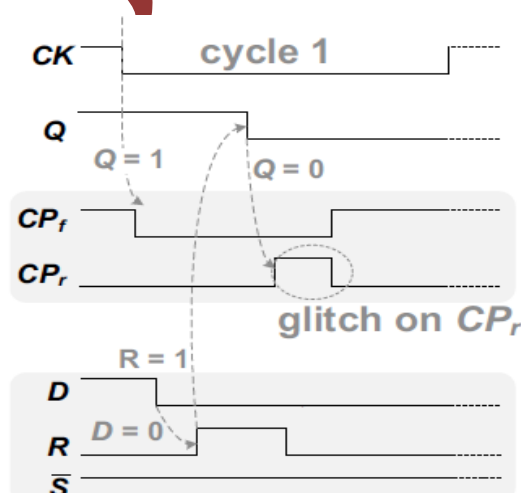 CK cycle 1
Q
Q = 1 Q = 0
CPf
CPr
glitch on CPr
R = 1
D
D = 0
R
S̅